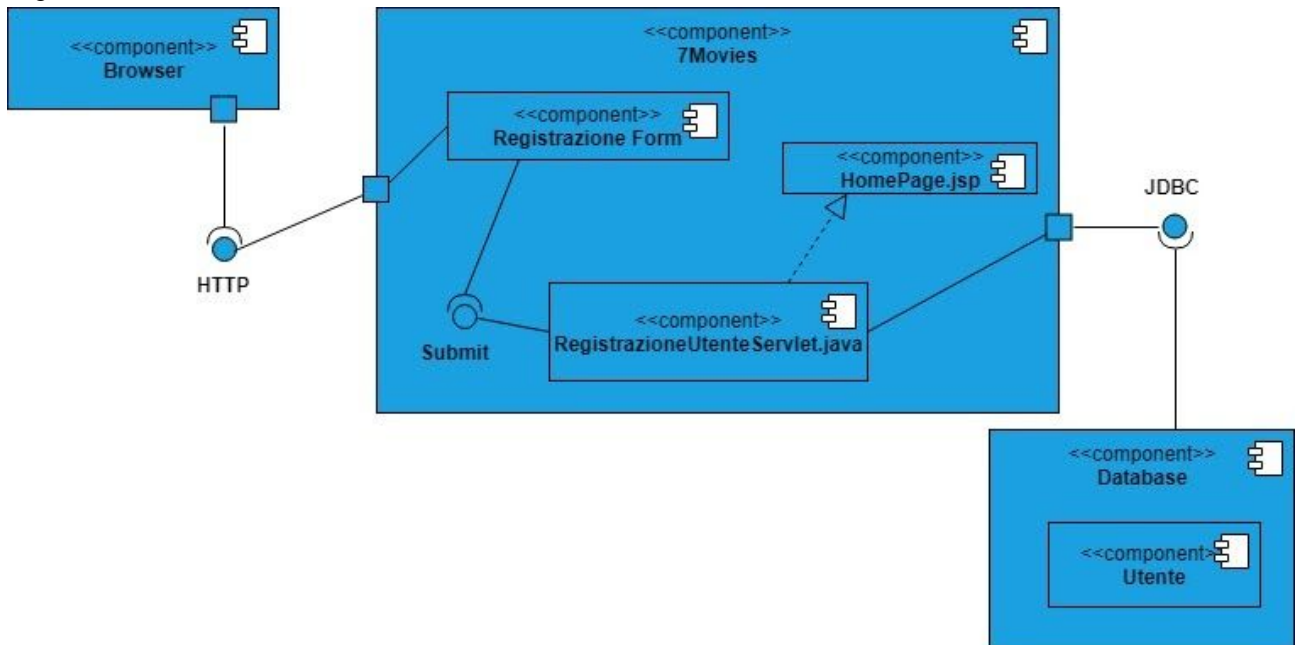 <<component>>
Browser
<<component>>
7Movies
<<component>>
Registrazione Form
<<component>>
HomePage.jsp
JDBC
HTTP
Submit
<<component>>
RegistrazioneUtenteServlet.java
<<component>>
Database
<<component>>
Utente